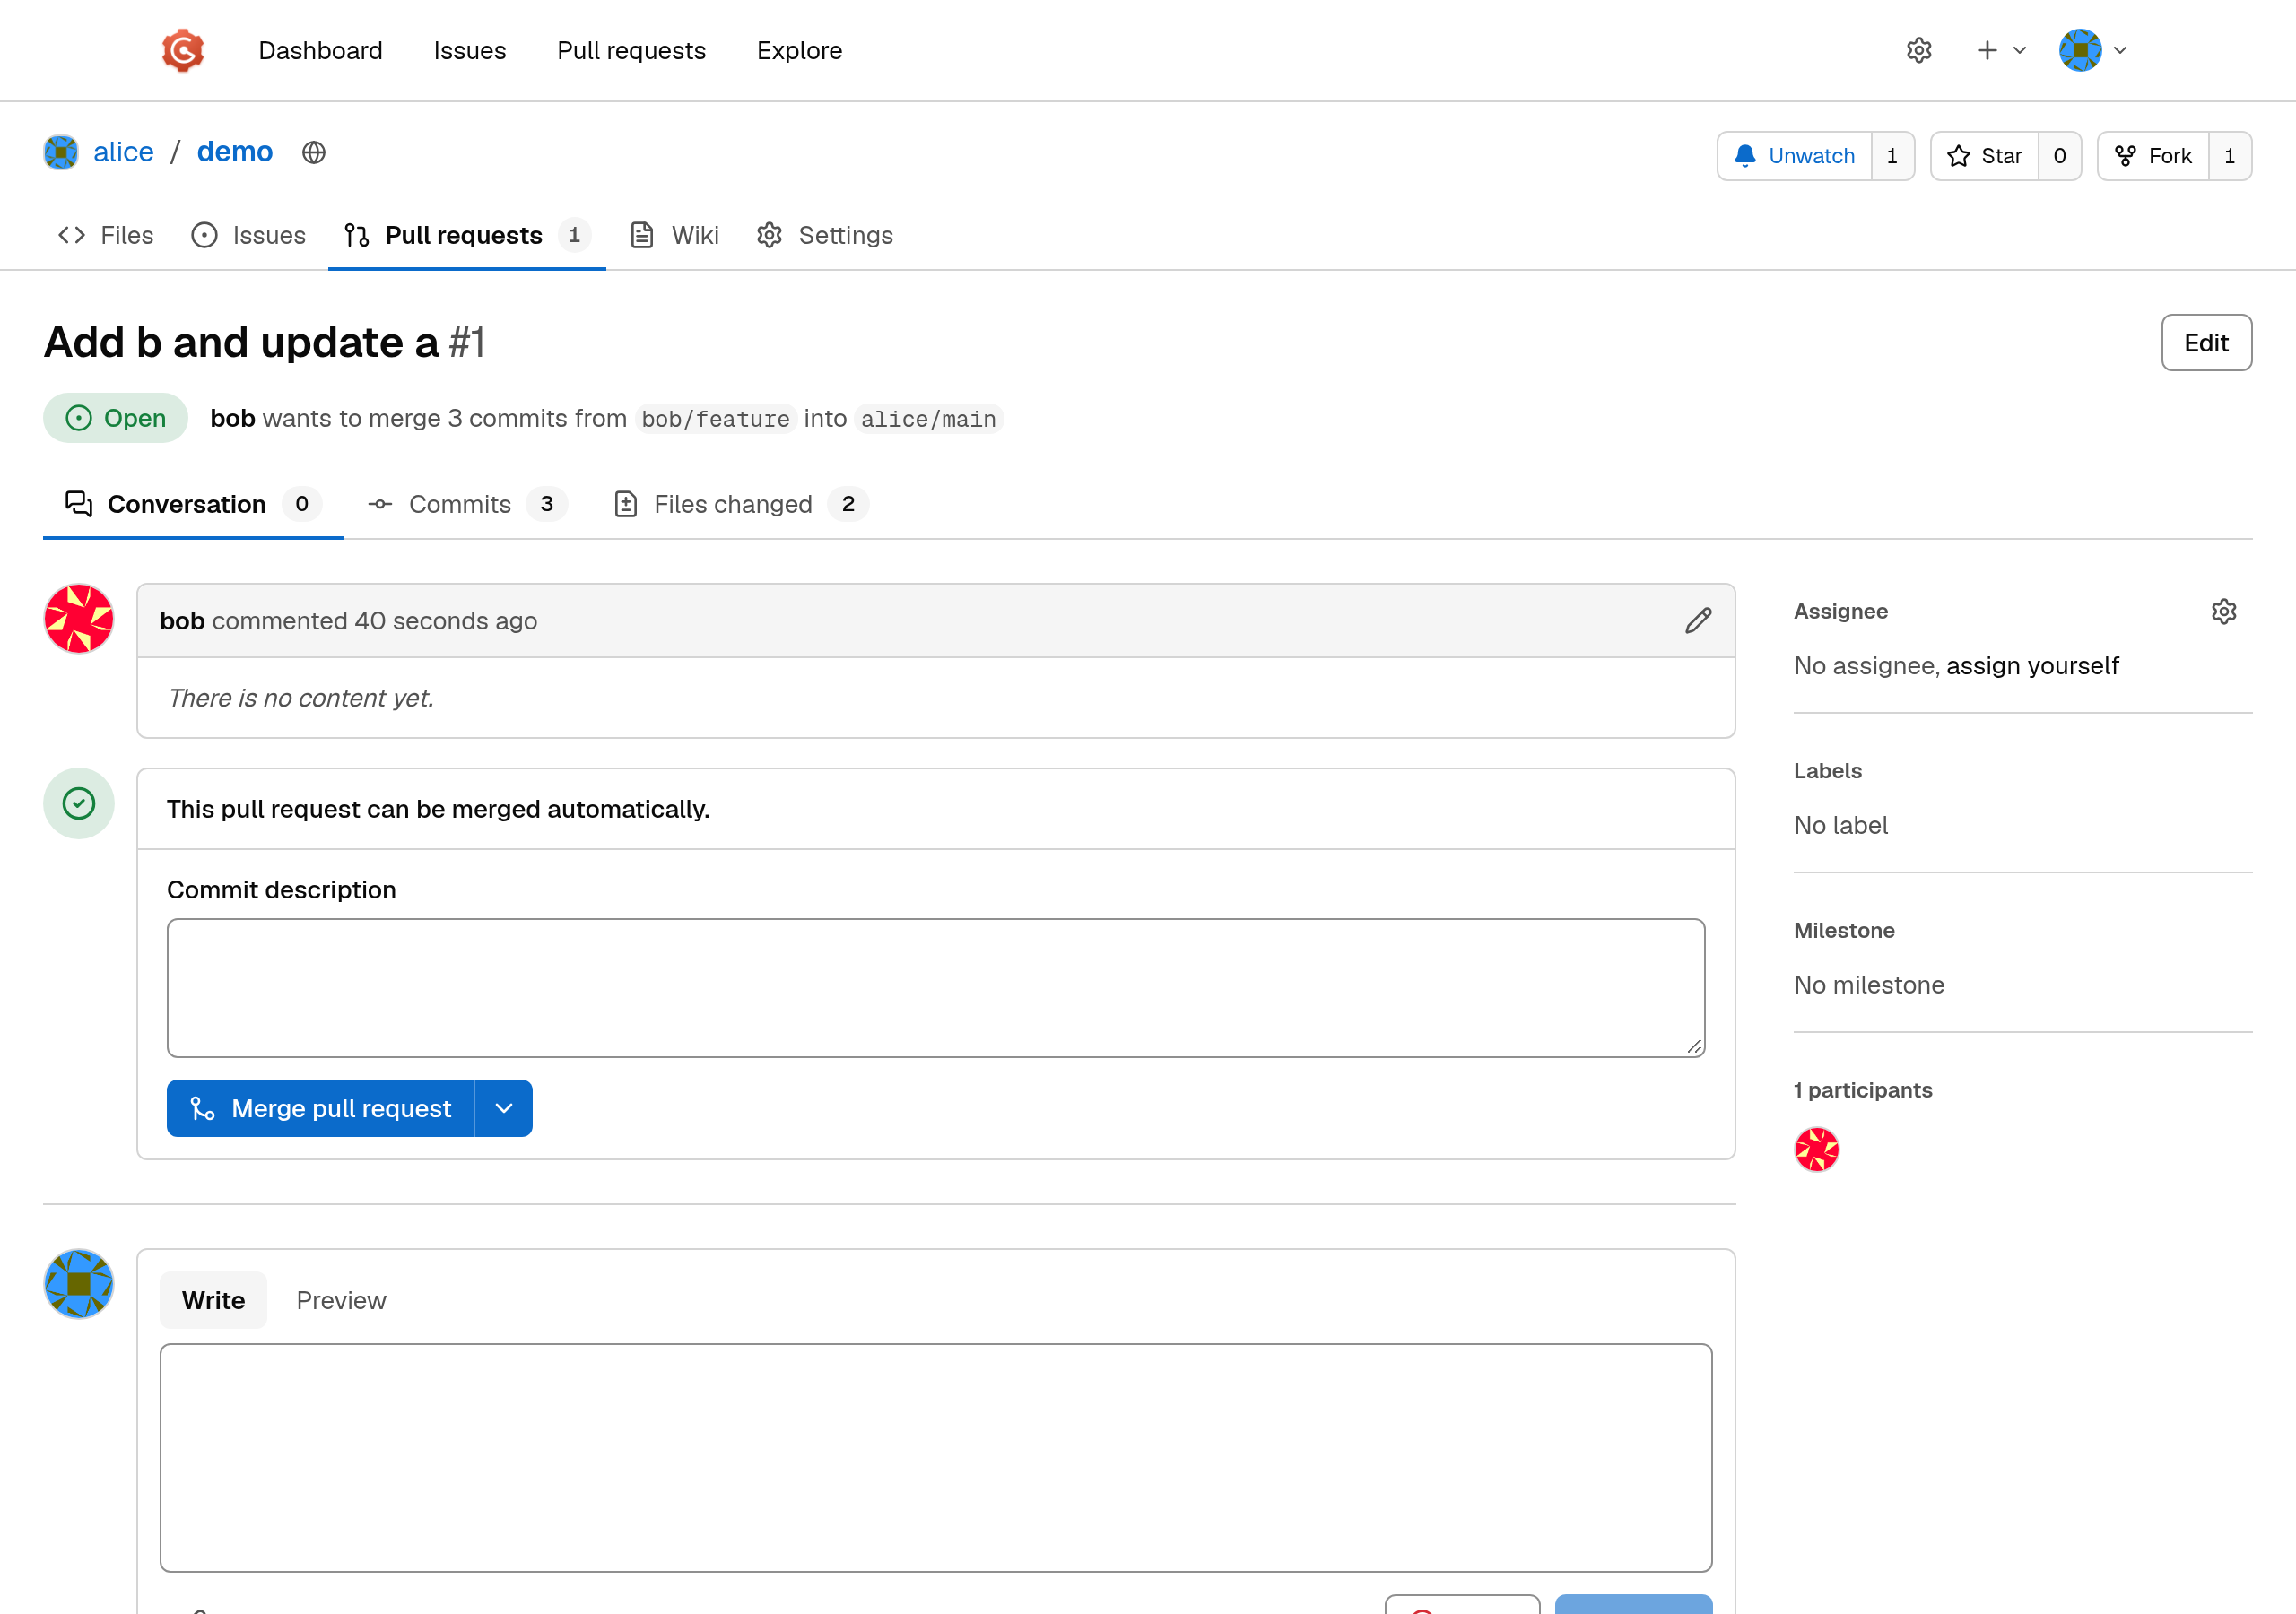 Dashboard Issues Pull requests Explore
alice / demo
Unwatch 1 Star 0 Fork 1
Files Issues Pull requests 1 Wiki Settings
Add b and update a #1
Edit
Open bob wants to merge 3 commits from bob/feature into alice/main
Conversation 0 Commits 3 Files changed 2
bob commented 40 seconds ago
There is no content yet.
This pull request can be merged automatically.
Commit description
Merge pull request
Assignee
No assignee, assign yourself
Labels
No label
Milestone
No milestone
1 participants
Write Preview